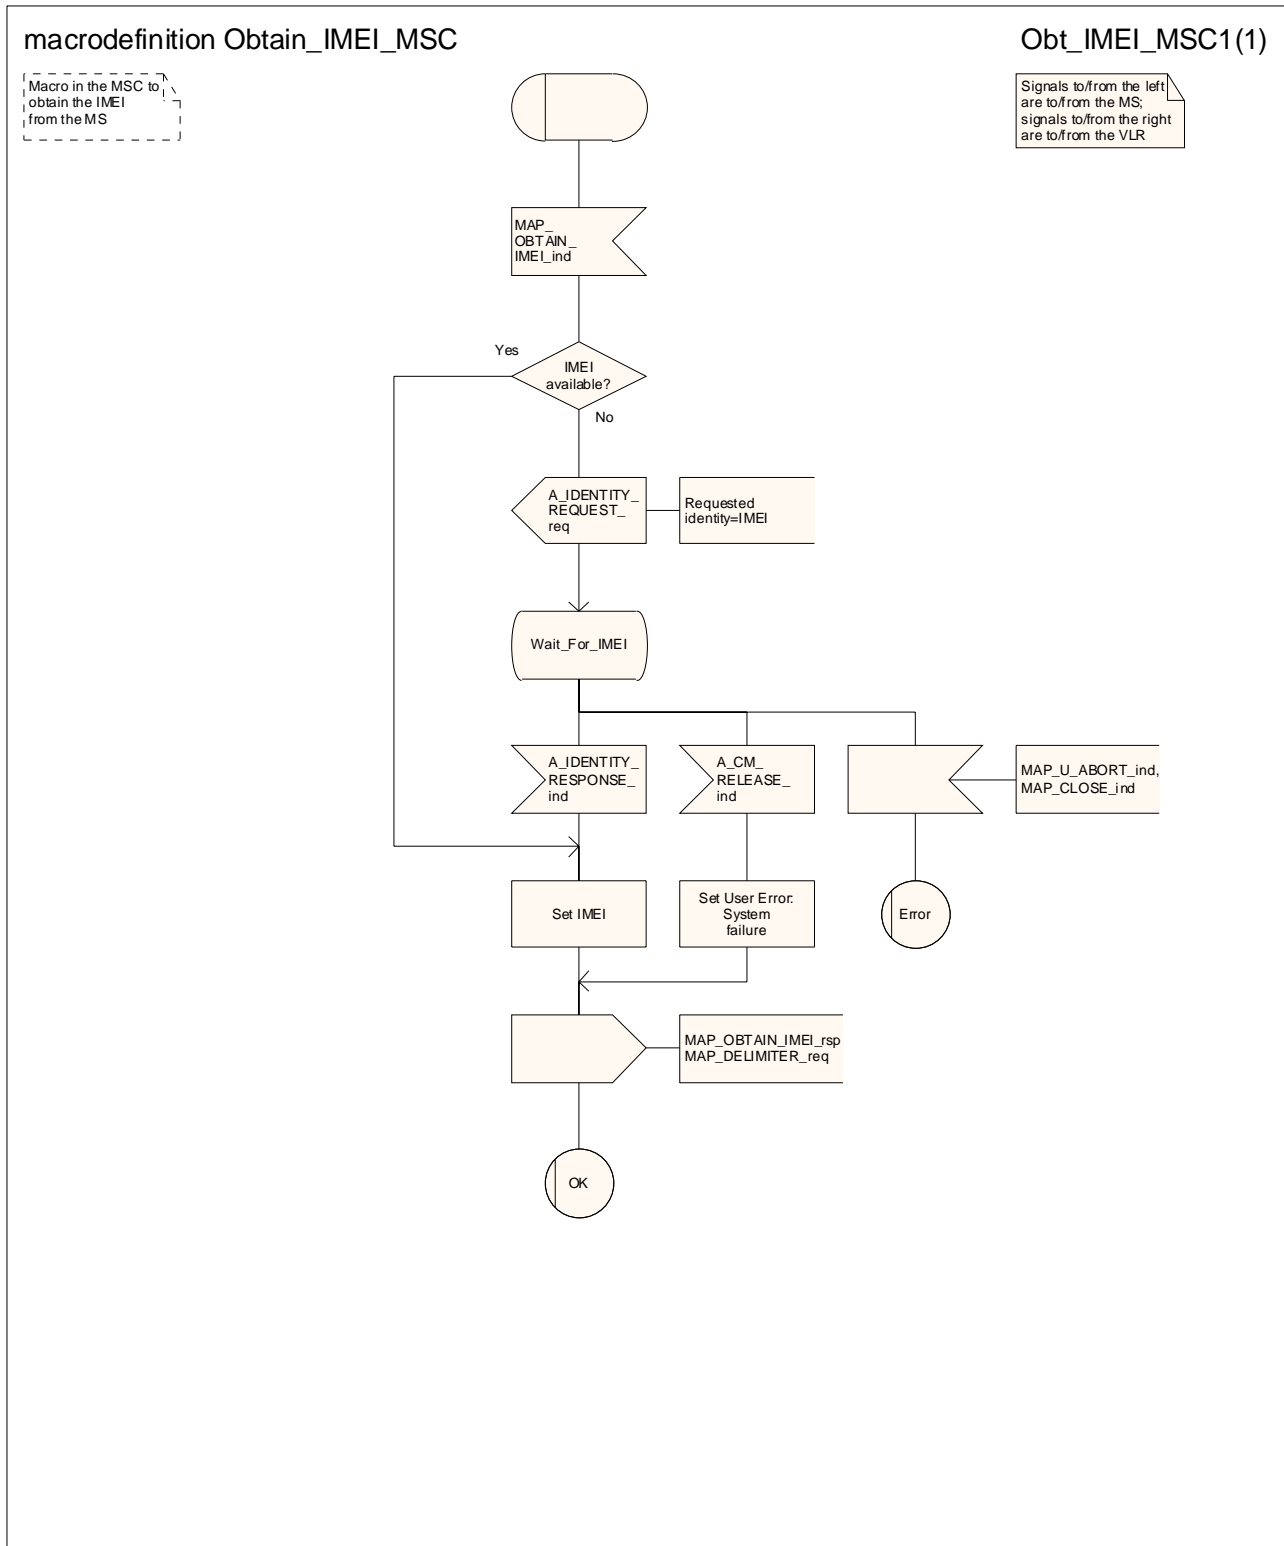 macrodefinition Obtain_IMEI_MSC
Obt_IMEI_MSC1(1)
Macro in the MSC to
obtain the IMEI
from the MS
Signals to/from the left
are to/from the MS;
signals to/from the right
are to/from the VLR
MAP_
OBTAIN_
IMEI_ind
Yes
IMEI
available?
No
A_IDENTITY_
REQUEST_
req
Requested
identity=IMEI
Wait_For_IMEI
A_IDENTITY_
RESPONSE_
ind
A_CM_
RELEASE_
ind
MAP_U_ABORT_ind,
MAP_CLOSE_ind
Set IMEI
Set User Error:
System
failure
Error
MAP_OBTAIN_IMEI_rsp
MAP_DELIMITER_req
OK